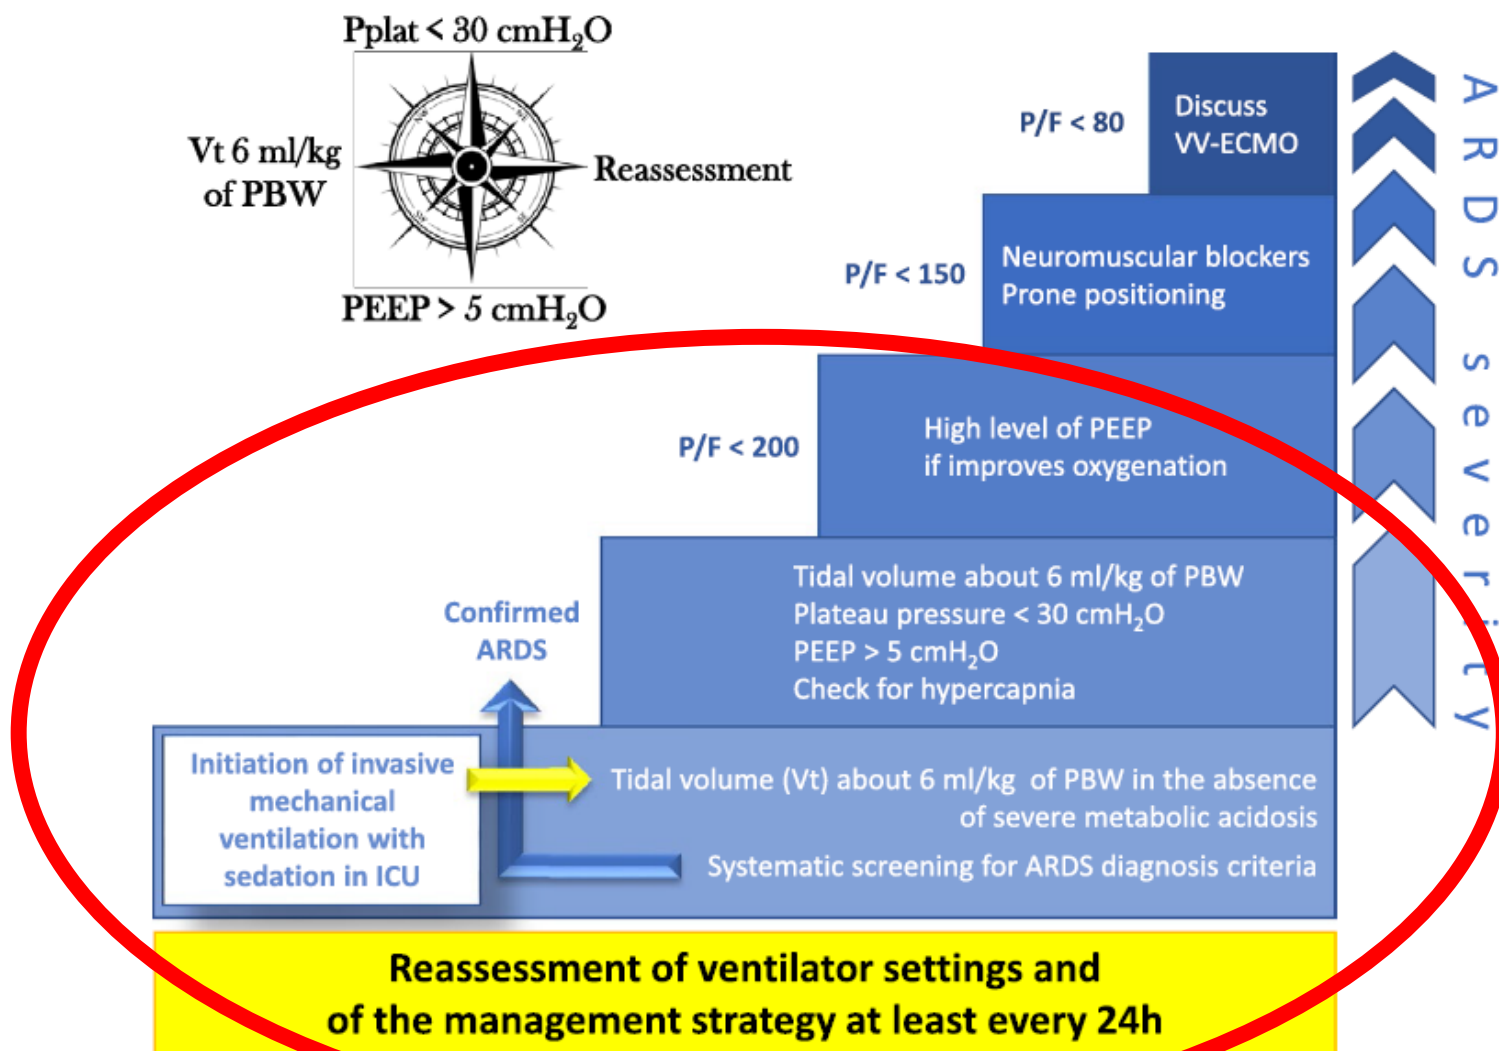 Pplat < 30 cmH₂O
Vt 6 ml/kg
of PBW
Reassessment
PEEP > 5 cmH₂O
P/F < 80
Discuss
VV-ECMO
P/F < 150
Neuromuscular blockers
Prone positioning
P/F < 200
High level of PEEP
if improves oxygenation
Confirmed
ARDS
Tidal volume about 6 ml/kg of PBW
Plateau pressure < 30 cmH₂O
PEEP > 5 cmH₂O
Check for hypercapnia
Initiation of invasive
mechanical
ventilation with
sedation in ICU
Tidal volume (Vt) about 6 ml/kg of PBW in the absence
of severe metabolic acidosis
Systematic screening for ARDS diagnosis criteria
ARDS severity
Reassessment of ventilator settings and
of the management strategy at least every 24h